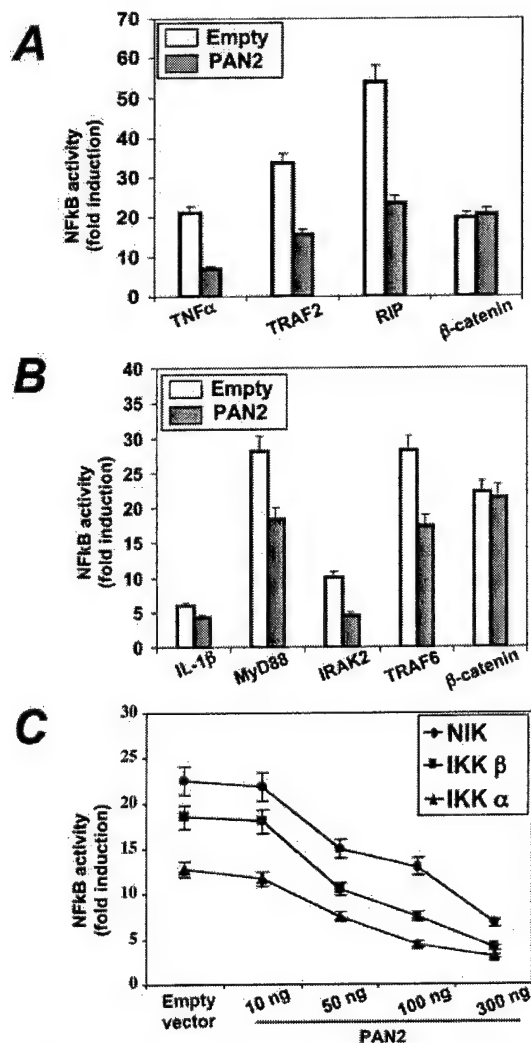 A
NFkB activity
(fold induction)
70
60
50
40
30
20
10
0
Empty
PAN2
TNFα
TRAF2
RIP
β-catenin
B
NFkB activity
(fold induction)
40
35
30
25
20
15
10
5
0
Empty
PAN2
IL-1β
MyD88
IRAK2
TRAF6
β-catenin
C
NFkB activity
(fold induction)
30
25
20
15
10
5
0
NIK
IKK β
IKK α
Empty
vector
10 ng
50 ng
100 ng
300 ng
PAN2